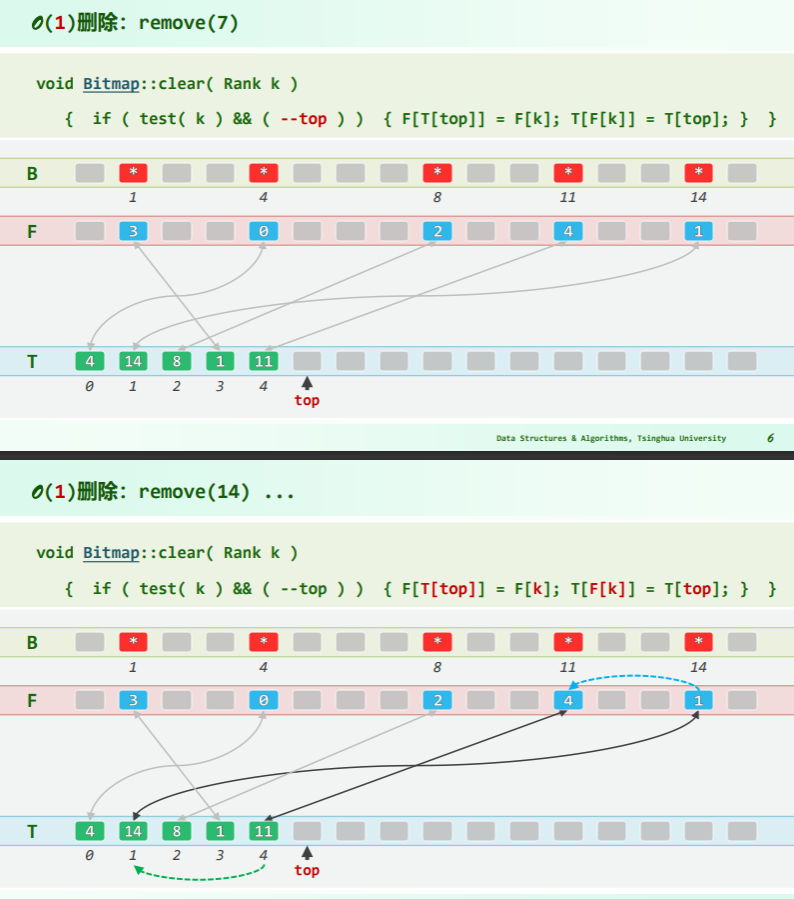 O(1)删除: remove(7)
void Bitmap::clear( Rank k )
{ if ( test( k ) && ( --top ) ) { F[T[top]] = F[k]; T[F[k]] = T[top]; } }
B * * * * *
1 4 8 11 14
F 3 0 2 4 1
T 4 14 8 1 11
0 1 2 3 4
top
Data Structures & Algorithms, Tsinghua University 6
O(1)删除: remove(14) ...
void Bitmap::clear( Rank k )
{ if ( test( k ) && ( --top ) ) { F[T[top]] = F[k]; T[F[k]] = T[top]; } }
B * * * * *
1 4 8 11 14
F 3 0 2 4 1
T 4 14 8 1 11
0 1 2 3 4
top